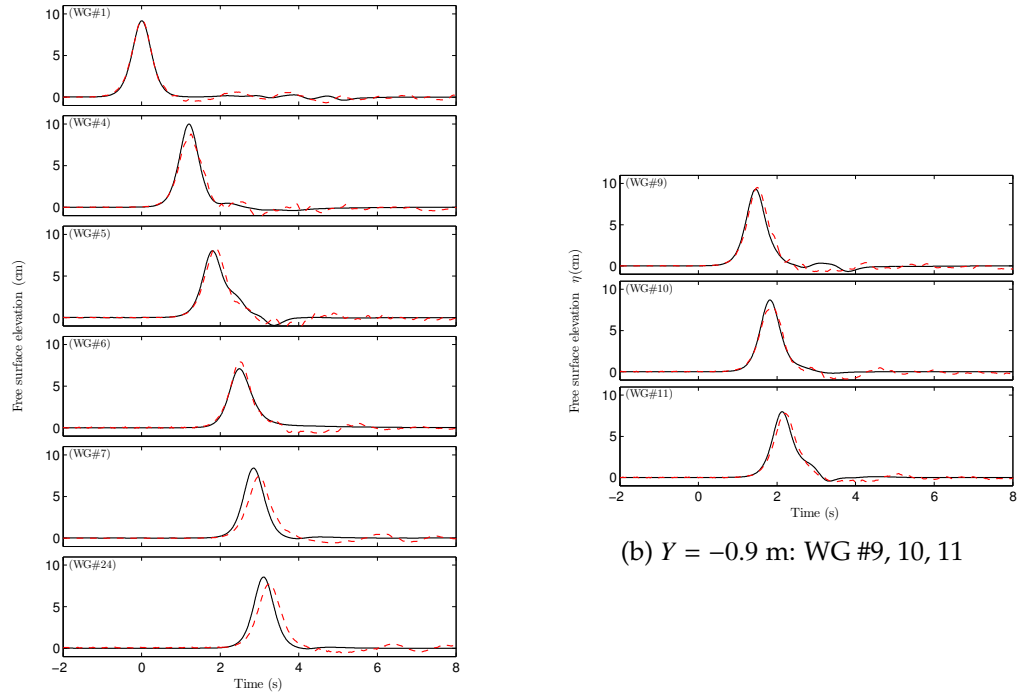 (WG#1)
10
5
0
(WG#4)
10
5
0
(WG#5)
10
5
0
(WG#6)
10
5
0
(WG#7)
10
5
0
(WG#24)
10
5
0
−2 0 2 4 6 8
Time (s)
Free surface elevation (cm)
(WG#9)
10
5
0
(WG#10)
10
5
0
(WG#11)
10
5
0
−2 0 2 4 6 8
Time (s)
Free surface elevation η (cm)
(b) Y = −0.9 m: WG #9, 10, 11